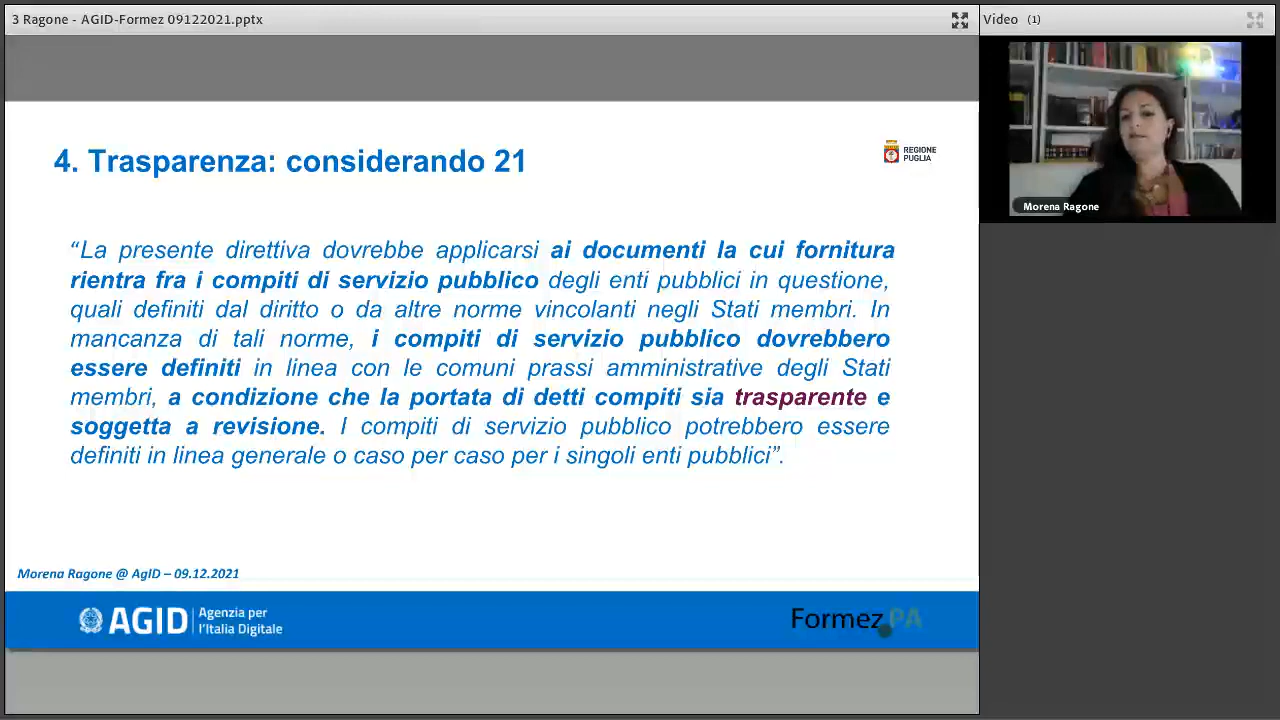 3 Ragone - AGID-Formez 09122021.pptx
Video (1)
4. Trasparenza: considerando 21
REGIONE
PUGLIA
Morena Ragone
“La presente direttiva dovrebbe applicarsi ai documenti la cui fornitura
rientra fra i compiti di servizio pubblico degli enti pubblici in questione,
quali definiti dal diritto o da altre norme vincolanti negli Stati membri. In
mancanza di tali norme, i compiti di servizio pubblico dovrebbero
essere definiti in linea con le comuni prassi amministrative degli Stati
membri, a condizione che la portata di detti compiti sia trasparente e
soggetta a revisione. I compiti di servizio pubblico potrebbero essere
definiti in linea generale o caso per caso per i singoli enti pubblici”.
Morena Ragone @ AgID – 09.12.2021
AGID
Agenzia per
l'Italia Digitale
Formez PA